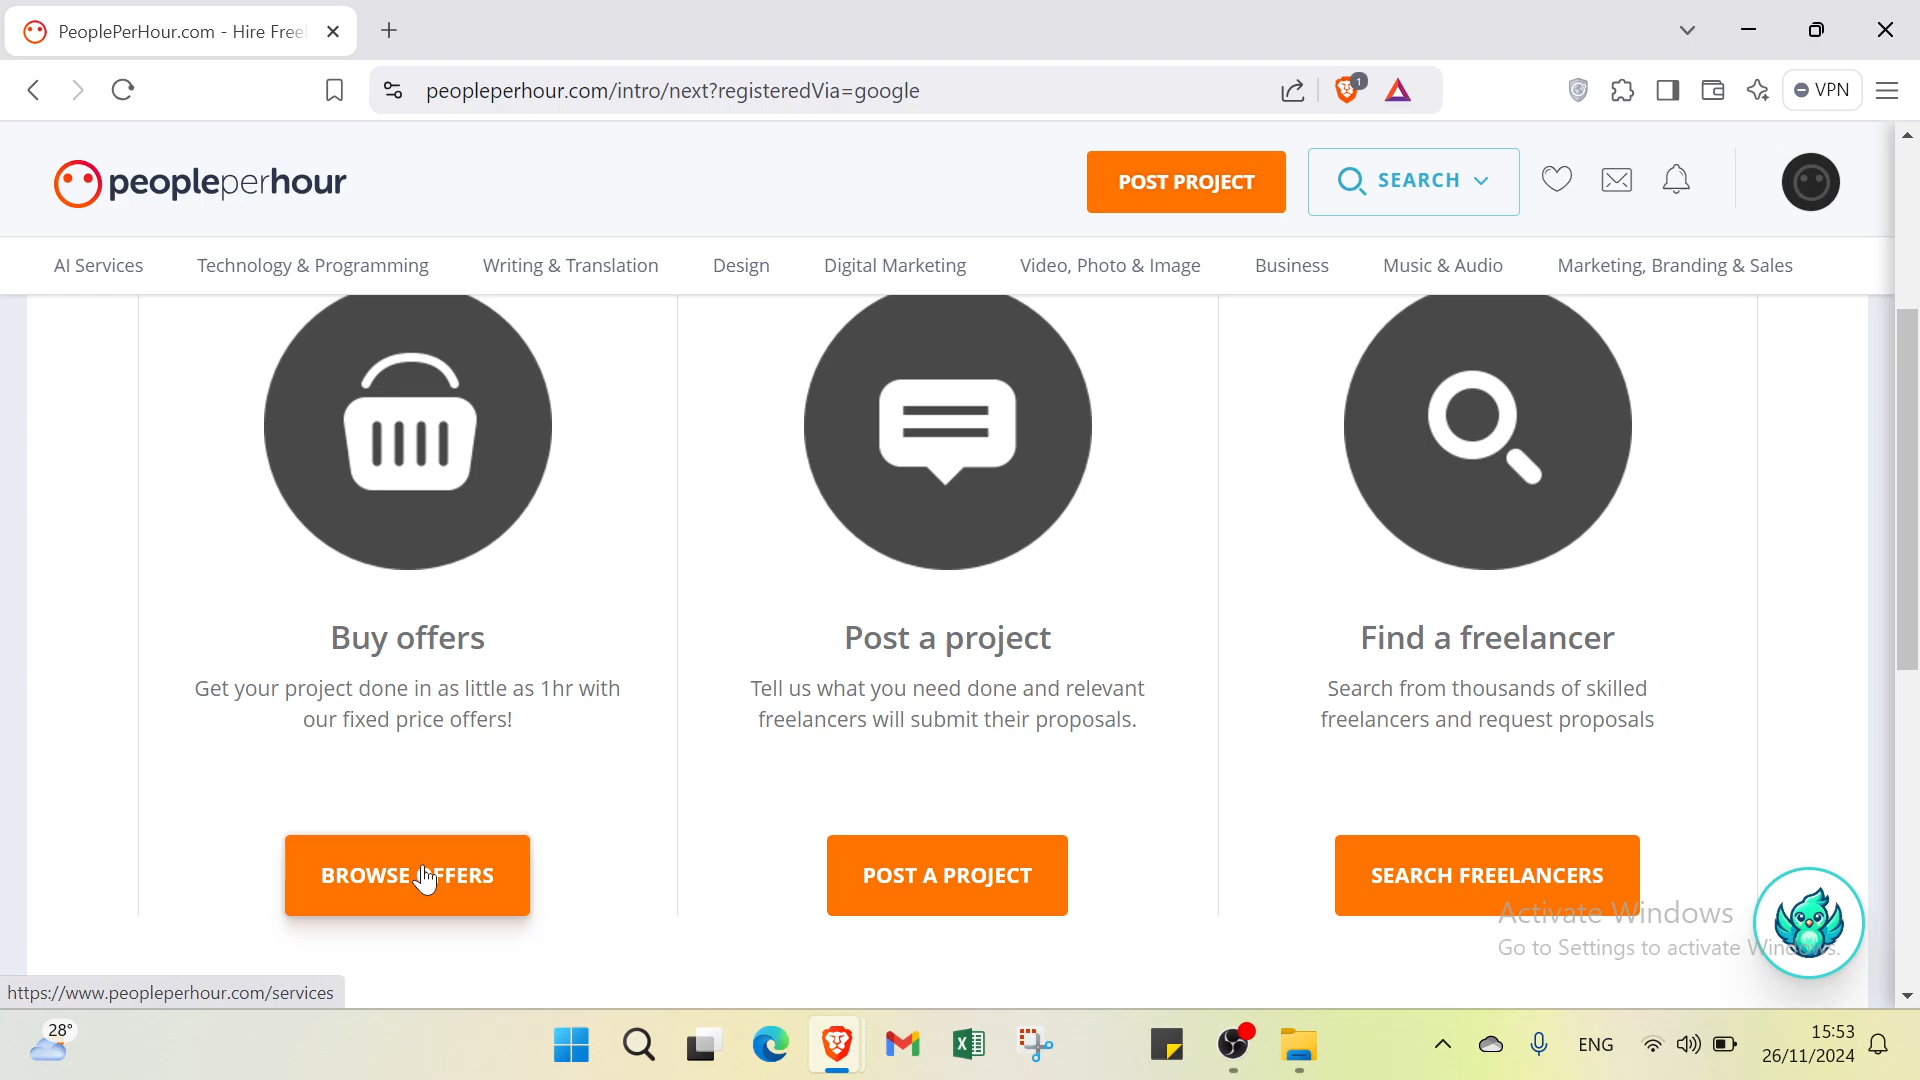 PeoplePerHour.com - Hire Free
peopleperhour.com/intro/next?registeredVia=google
1
VPN
peopleperhour
POST PROJECT
SEARCH
AI Services
Technology & Programming
Writing & Translation
Design
Digital Marketing
Video, Photo & Image
Business
Music & Audio
Marketing, Branding & Sales
Buy offers
Get your project done in as little as 1hr with
our fixed price offers!
BROWSE OFFERS
Post a project
Tell us what you need done and relevant
freelancers will submit their proposals.
POST A PROJECT
Find a freelancer
Search from thousands of skilled
freelancers and request proposals
SEARCH FREELANCERS
Activate Windows
Go to Settings to activate Windows.
https://www.peopleperhour.com/services
28°
ENG
15:53
26/11/2024